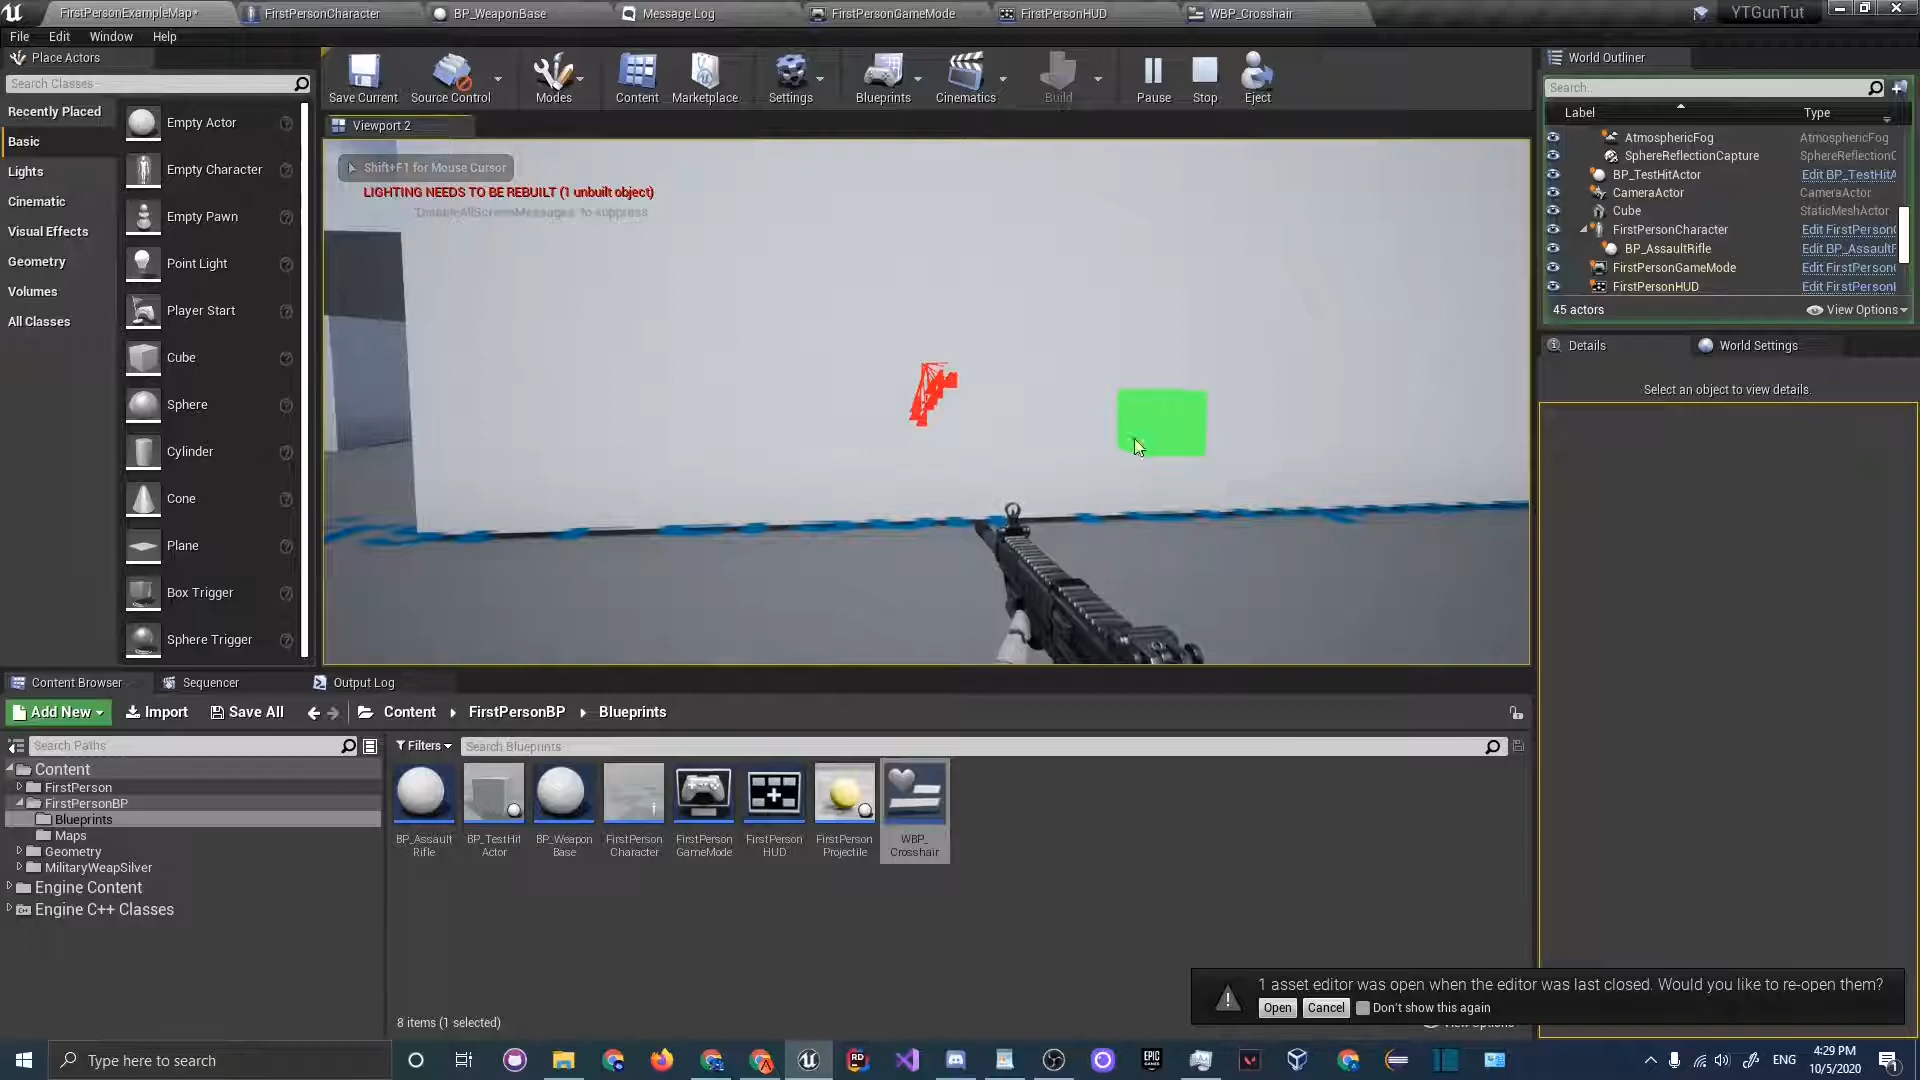 FirstPersonExampleMap*
FirstPersonCharacter
BP_WeaponBase
Message Log
FirstPersonGameMode
FirstPersonHUD
WBP_Crosshair
YTGunTut
File
Edit
Window
Help
Place Actors
Search Classes
Recently Placed
Basic
Lights
Cinematic
Visual Effects
Geometry
Volumes
All Classes
Empty Actor
Empty Character
Empty Pawn
Point Light
Player Start
Cube
Sphere
Cylinder
Cone
Plane
Box Trigger
Sphere Trigger
Save Current
Source Control
Modes
Content
Marketplace
Settings
Blueprints
Cinematics
Build
Pause
Stop
Eject
Viewport 2
Shift+F1 for Mouse Cursor
LIGHTING NEEDS TO BE REBUILT (1 unbuilt object)
'DisableAllScreenMessages' to suppress
World Outliner
Search..
Label
Type
AtmosphericFog
AtmosphericFog
SphereReflectionCapture
SphereReflectionC
BP_TestHitActor
Edit BP_TestHitA
CameraActor
CameraActor
Cube
StaticMeshActor
FirstPersonCharacter
Edit FirstPerson
BP_AssaultRifle
Edit BP_AssaultF
FirstPersonGameMode
Edit FirstPerson
FirstPersonHUD
Edit FirstPerson
45 actors
View Options
Details
World Settings
Select an object to view details.
Content Browser
Sequencer
Output Log
Add New
Import
Save All
Content
FirstPersonBP
Blueprints
Search Paths
Filters
Search Blueprints
Content
FirstPerson
FirstPersonBP
Blueprints
Maps
Geometry
MilitaryWeapSilver
Engine Content
Engine C++ Classes
BP_Assault
Rifle
BP_TestHit
Actor
BP_Weapon
Base
FirstPerson
Character
FirstPerson
GameMode
FirstPerson
HUD
FirstPerson
Projectile
WBP_
Crosshair
8 items (1 selected)
1 asset editor was open when the editor was last closed. Would you like to re-open them?
Open
Cancel
Don't show this again
View Options
Type here to search
ENG
4:29 PM
10/5/2020